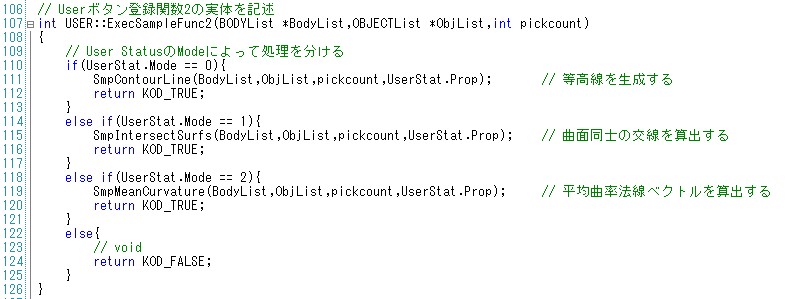 106 // Userボタン登録関数2の実体を記述
107 int USER::ExecSampleFunc2(BODYList *BodyList,OBJECTList *ObjList,int pickcount)
108 {
109     // User StatusのModeによって処理を分ける
110     if(UserStat.Mode == 0){
111         SmpContourLine(BodyList,ObjList,pickcount,UserStat.Prop);       // 等高線を生成する
112         return KOD_TRUE;
113     }
114     else if(UserStat.Mode == 1){
115         SmpIntersectSurfs(BodyList,ObjList,pickcount,UserStat.Prop);    // 曲面同士の交線を算出する
116         return KOD_TRUE;
117     }
118     else if(UserStat.Mode == 2){
119         SmpMeanCurvature(BodyList,ObjList,pickcount,UserStat.Prop);     // 平均曲率法線ベクトルを算出する
120         return KOD_TRUE;
121     }
122     else{
123         // void
124         return KOD_FALSE;
125     }
126 }